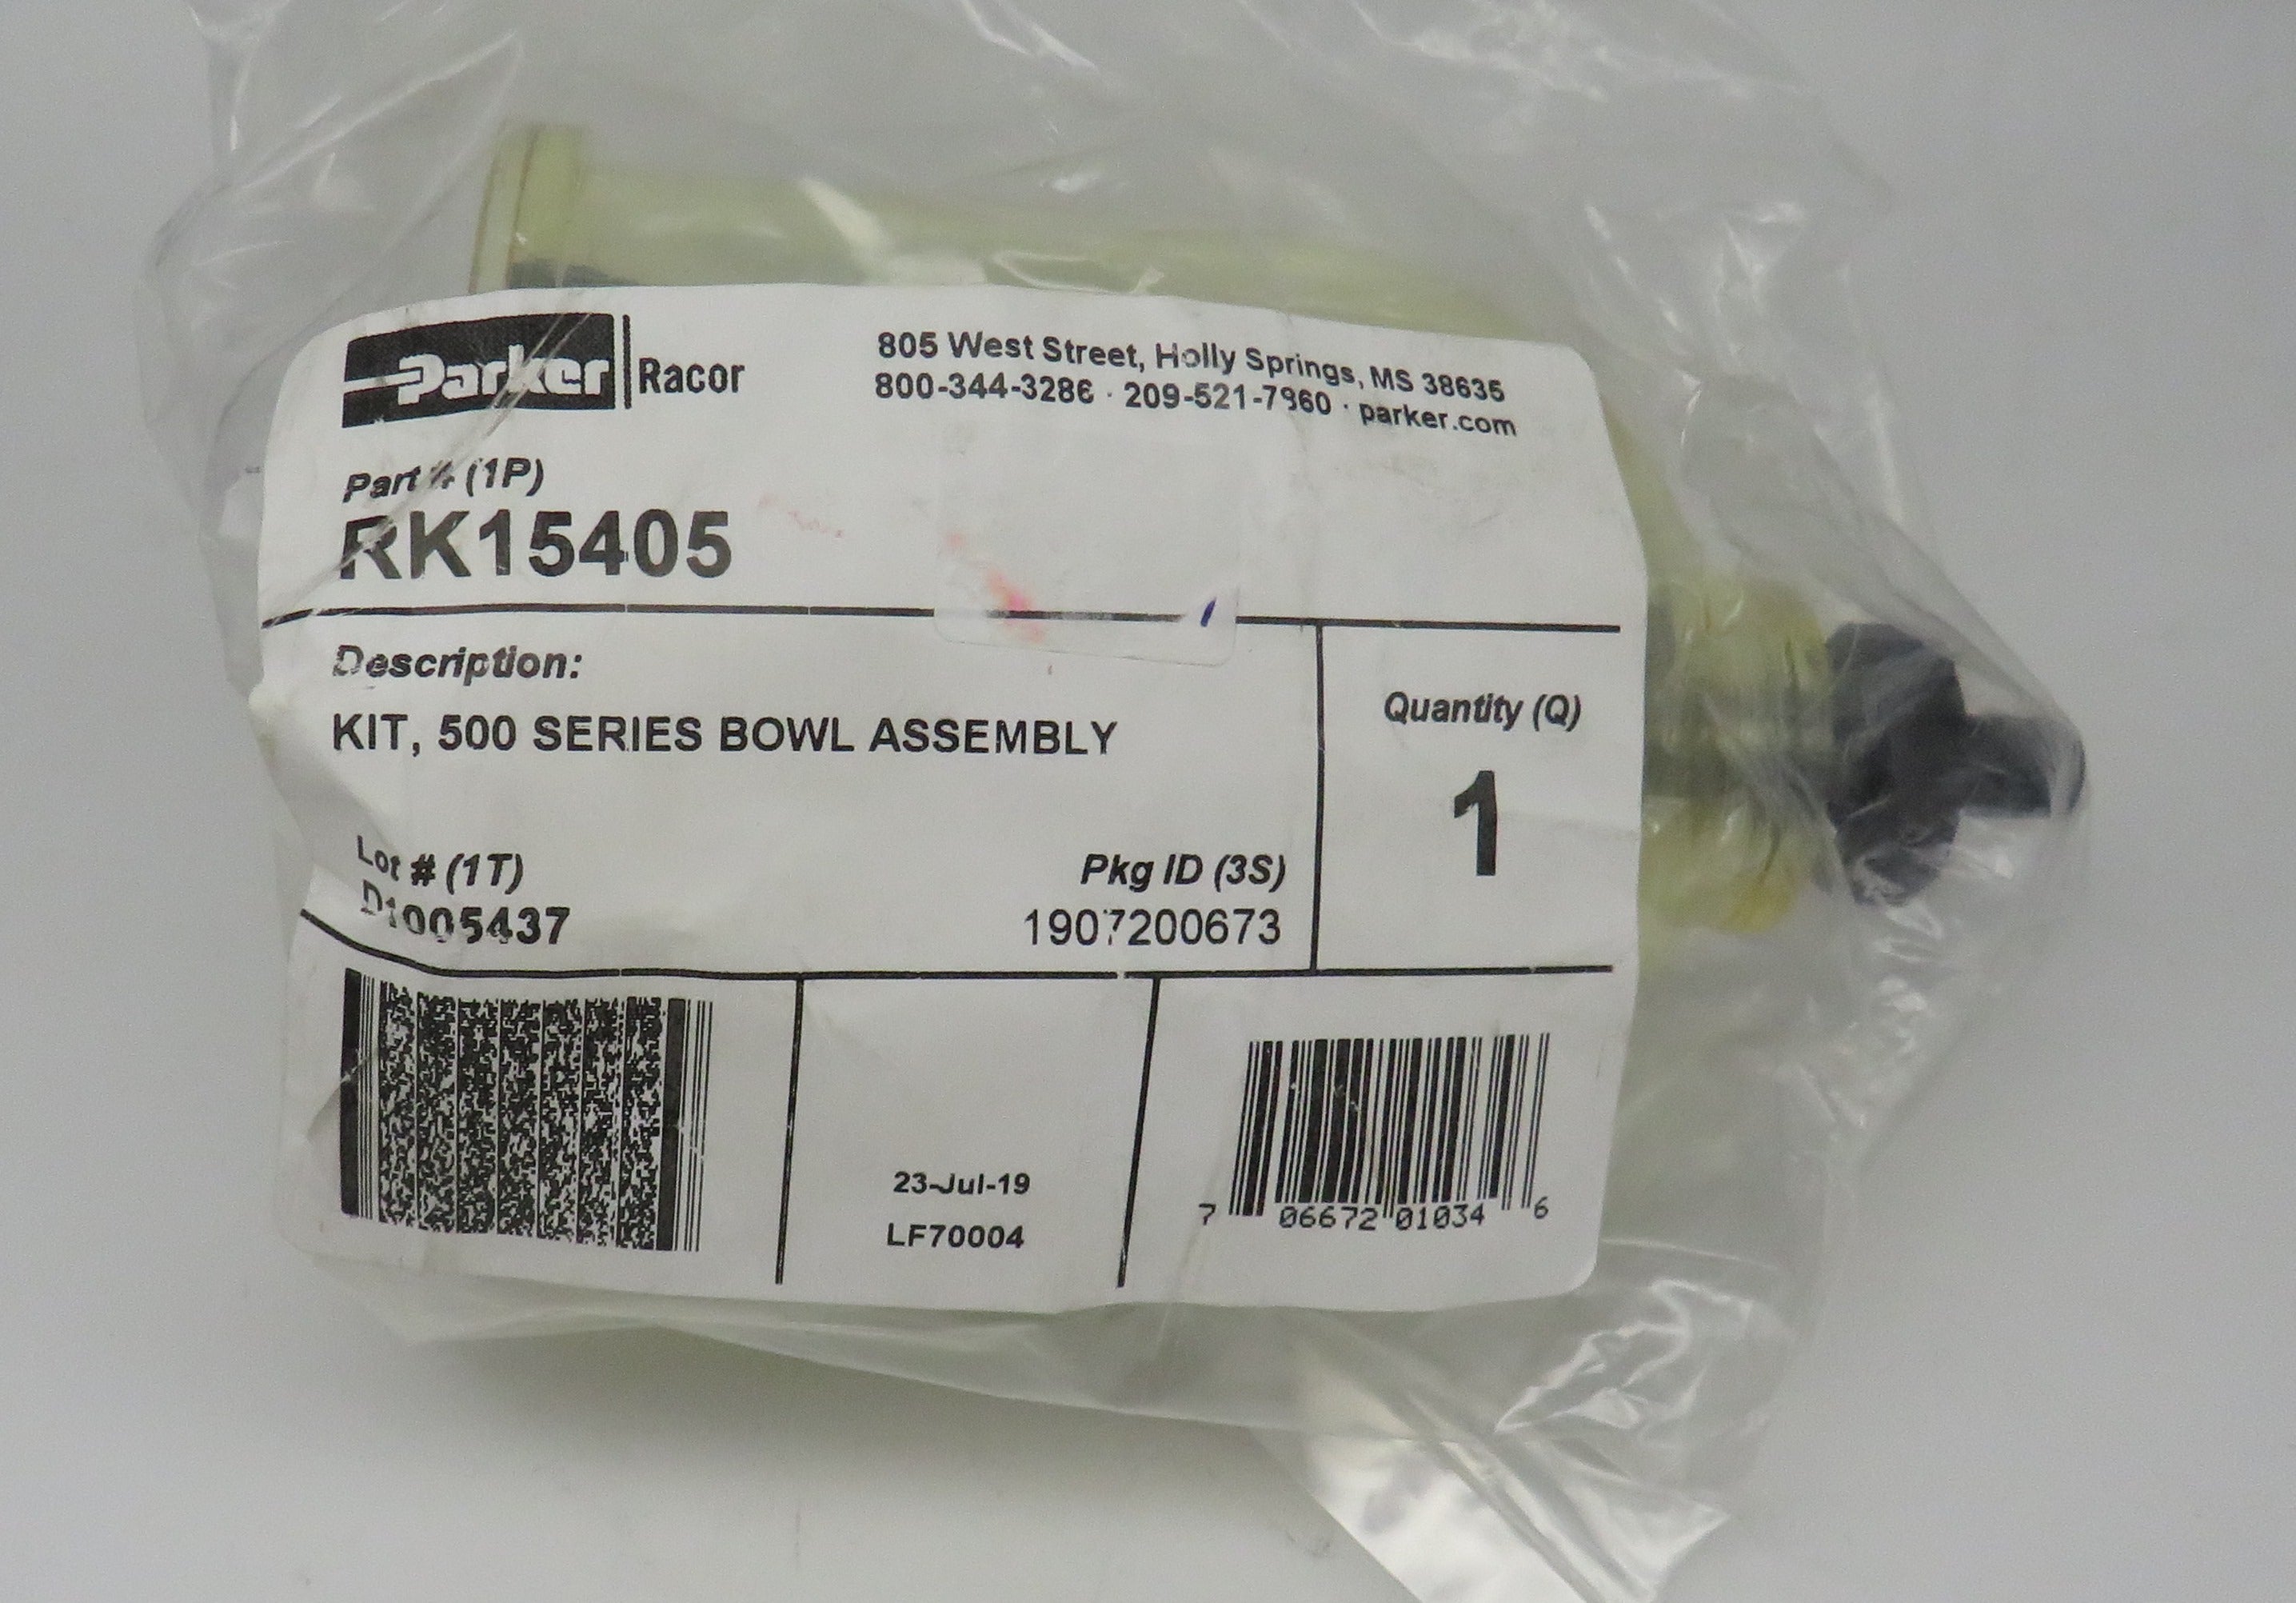 Parker Racor
805 West Street, Holly Springs, MS 38635
800-344-3286 · 209-521-7860 · parker.com
Part # (1P)
RK15405
Description:
KIT, 500 SERIES BOWL ASSEMBLY
Quantity (Q)
1
Lot # (1T)
D1005437
Pkg ID (3S)
1907200673
23-Jul-19
LF70004
7 06672 01034 6